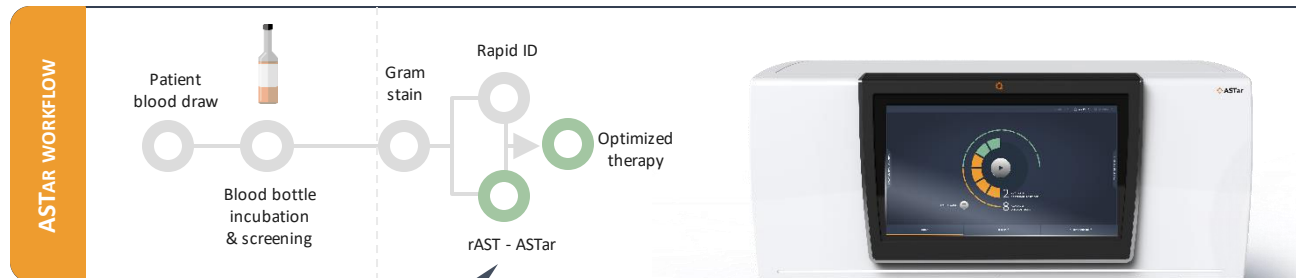 ASTAR WORKFLOW
Patient
blood draw
Blood bottle
incubation
& screening
Gram
stain
Rapid ID
rAST - ASTar
Optimized
therapy
ASTar
2
8